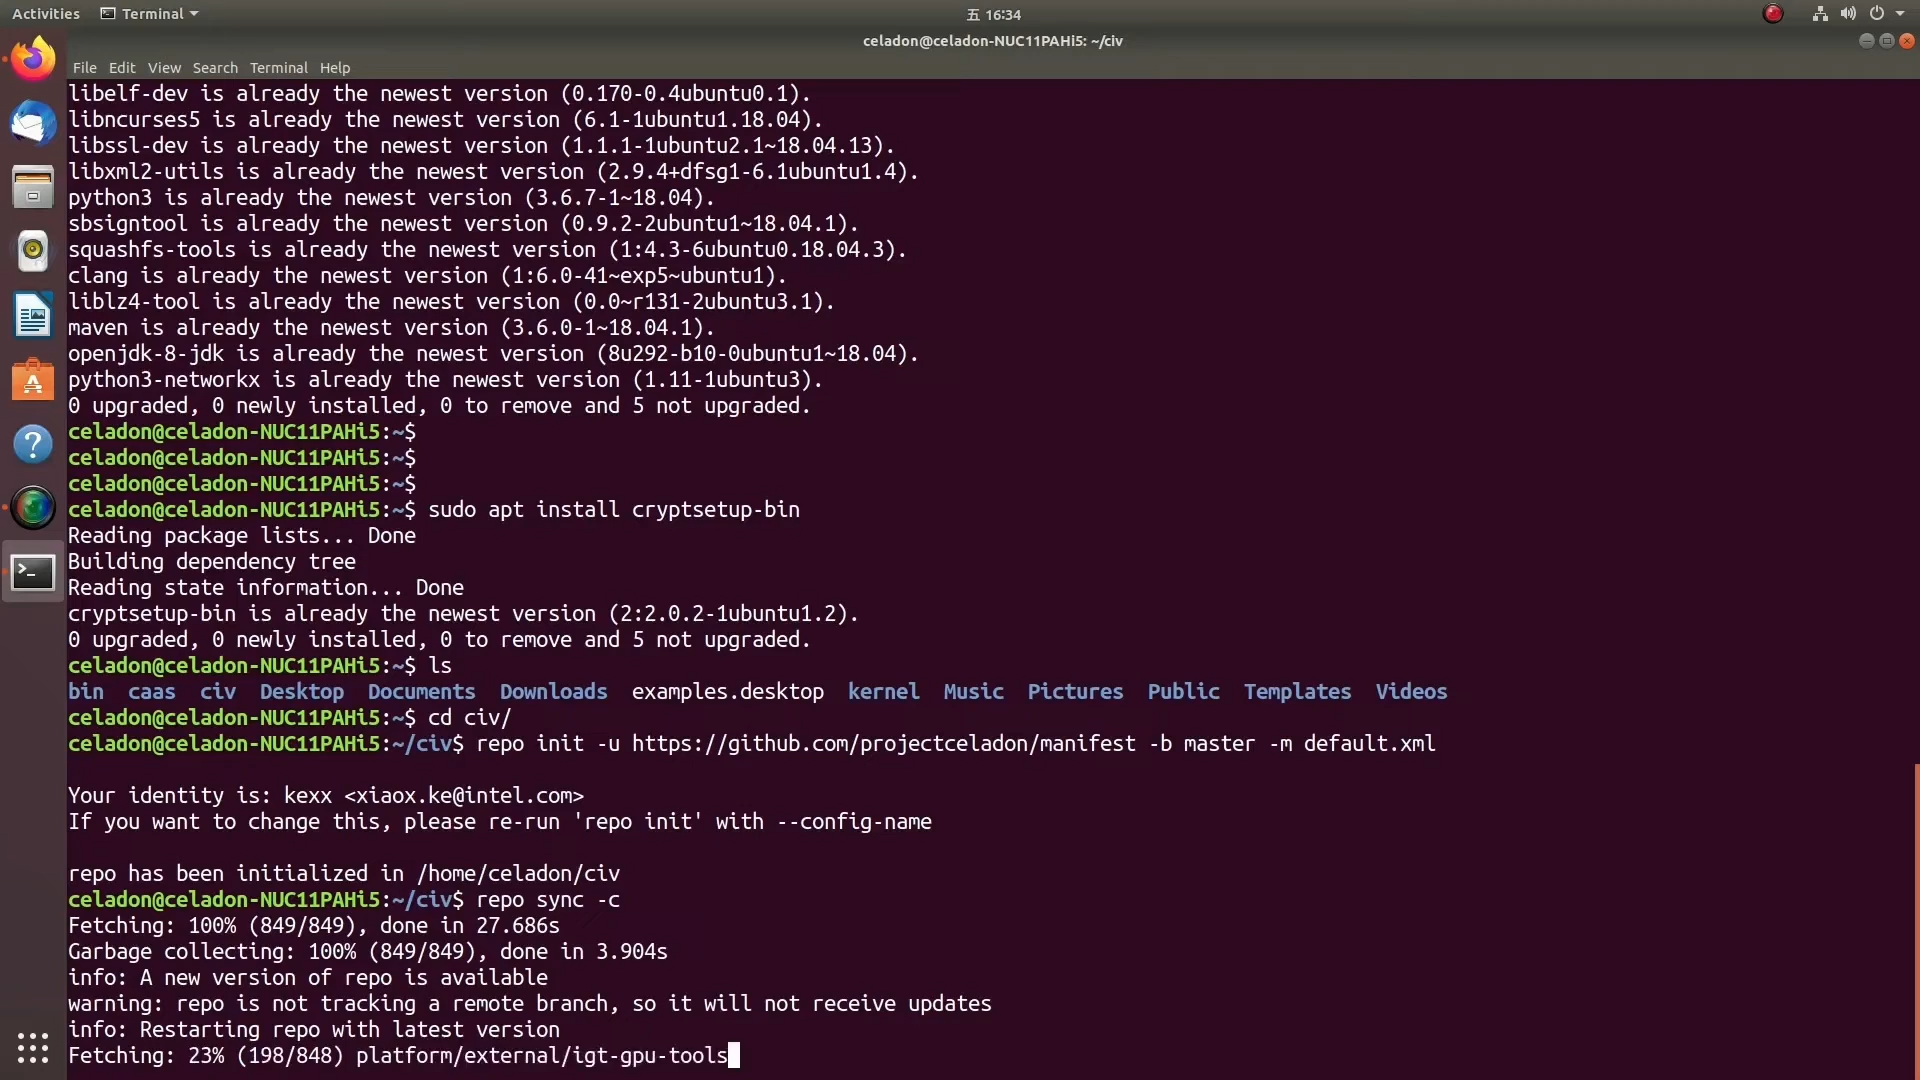 Activities Terminal 五 16:34
celadon@celadon-NUC11PAHi5: ~/civ
File Edit View Search Terminal Help
libelf-dev is already the newest version (0.170-0.4ubuntu0.1).
libncurses5 is already the newest version (6.1-1ubuntu1.18.04).
libssl-dev is already the newest version (1.1.1-1ubuntu2.1~18.04.13).
libxml2-utils is already the newest version (2.9.4+dfsg1-6.1ubuntu1.4).
python3 is already the newest version (3.6.7-1~18.04).
sbsigntool is already the newest version (0.9.2-2ubuntu1~18.04.1).
squashfs-tools is already the newest version (1:4.3-6ubuntu0.18.04.3).
clang is already the newest version (1:6.0-41~exp5~ubuntu1).
liblz4-tool is already the newest version (0.0~r131-2ubuntu3.1).
maven is already the newest version (3.6.0-1~18.04.1).
openjdk-8-jdk is already the newest version (8u292-b10-0ubuntu1~18.04).
python3-networkx is already the newest version (1.11-1ubuntu3).
0 upgraded, 0 newly installed, 0 to remove and 5 not upgraded.
celadon@celadon-NUC11PAHi5:~$
celadon@celadon-NUC11PAHi5:~$
celadon@celadon-NUC11PAHi5:~$
celadon@celadon-NUC11PAHi5:~$ sudo apt install cryptsetup-bin
Reading package lists... Done
Building dependency tree
Reading state information... Done
cryptsetup-bin is already the newest version (2:2.0.2-1ubuntu1.2).
0 upgraded, 0 newly installed, 0 to remove and 5 not upgraded.
celadon@celadon-NUC11PAHi5:~$ ls
bin caas civ Desktop Documents Downloads examples.desktop kernel Music Pictures Public Templates Videos
celadon@celadon-NUC11PAHi5:~$ cd civ/
celadon@celadon-NUC11PAHi5:~/civ$ repo init -u https://github.com/projectceladon/manifest -b master -m default.xml
Your identity is: kexx <xiaox.ke@intel.com>
If you want to change this, please re-run 'repo init' with --config-name
repo has been initialized in /home/celadon/civ
celadon@celadon-NUC11PAHi5:~/civ$ repo sync -c
Fetching: 100% (849/849), done in 27.686s
Garbage collecting: 100% (849/849), done in 3.904s
info: A new version of repo is available
warning: repo is not tracking a remote branch, so it will not receive updates
info: Restarting repo with latest version
Fetching: 23% (198/848) platform/external/igt-gpu-tools